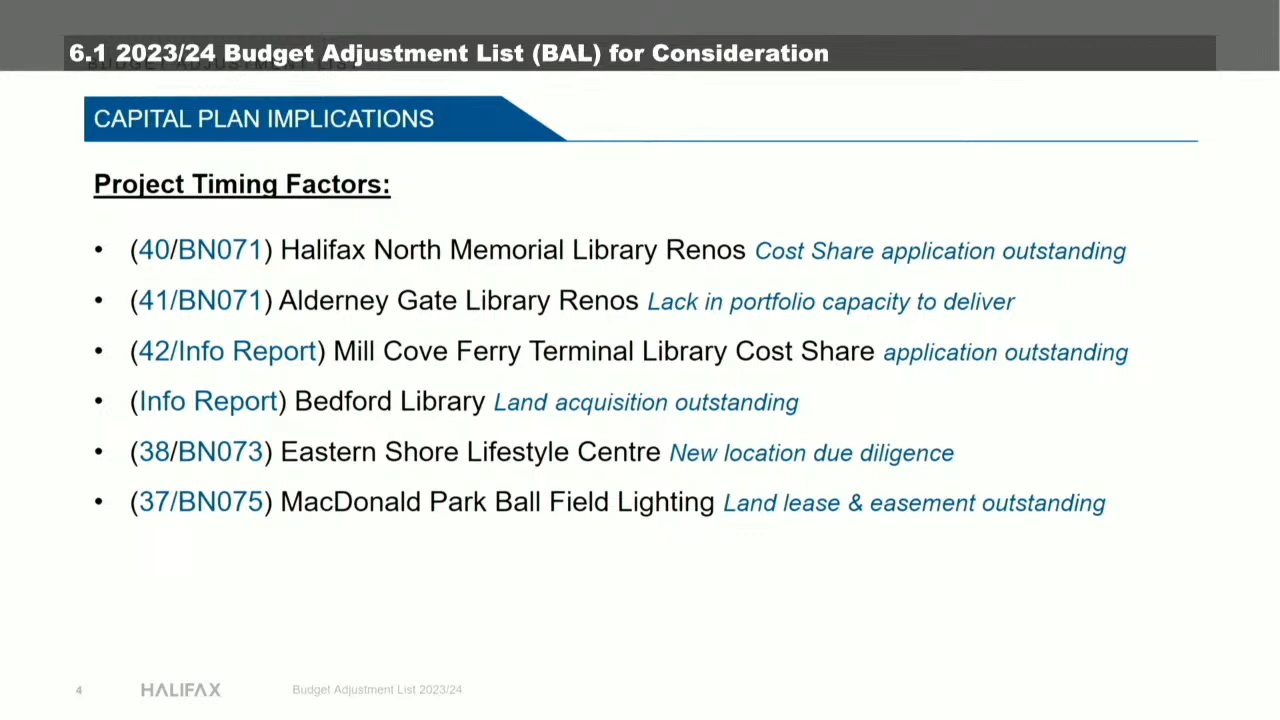 6.1 2023/24 Budget Adjustment List (BAL) for Consideration
BUDGET ADJUSTMENT LIST
CAPITAL PLAN IMPLICATIONS
Project Timing Factors:
• (40/BN071) Halifax North Memorial Library Renos Cost Share application outstanding
• (41/BN071) Alderney Gate Library Renos Lack in portfolio capacity to deliver
• (42/Info Report) Mill Cove Ferry Terminal Library Cost Share application outstanding
• (Info Report) Bedford Library Land acquisition outstanding
• (38/BN073) Eastern Shore Lifestyle Centre New location due diligence
• (37/BN075) MacDonald Park Ball Field Lighting Land lease & easement outstanding
4 HALIFAX Budget Adjustment List 2023/24